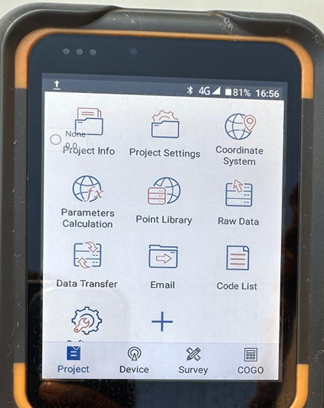 4G 81% 16:56
None
0.0
Project Info
Project Settings
Coordinate
System
Parameters
Calculation
Point Library
Raw Data
Data Transfer
Email
Code List
Project
Device
Survey
COGO